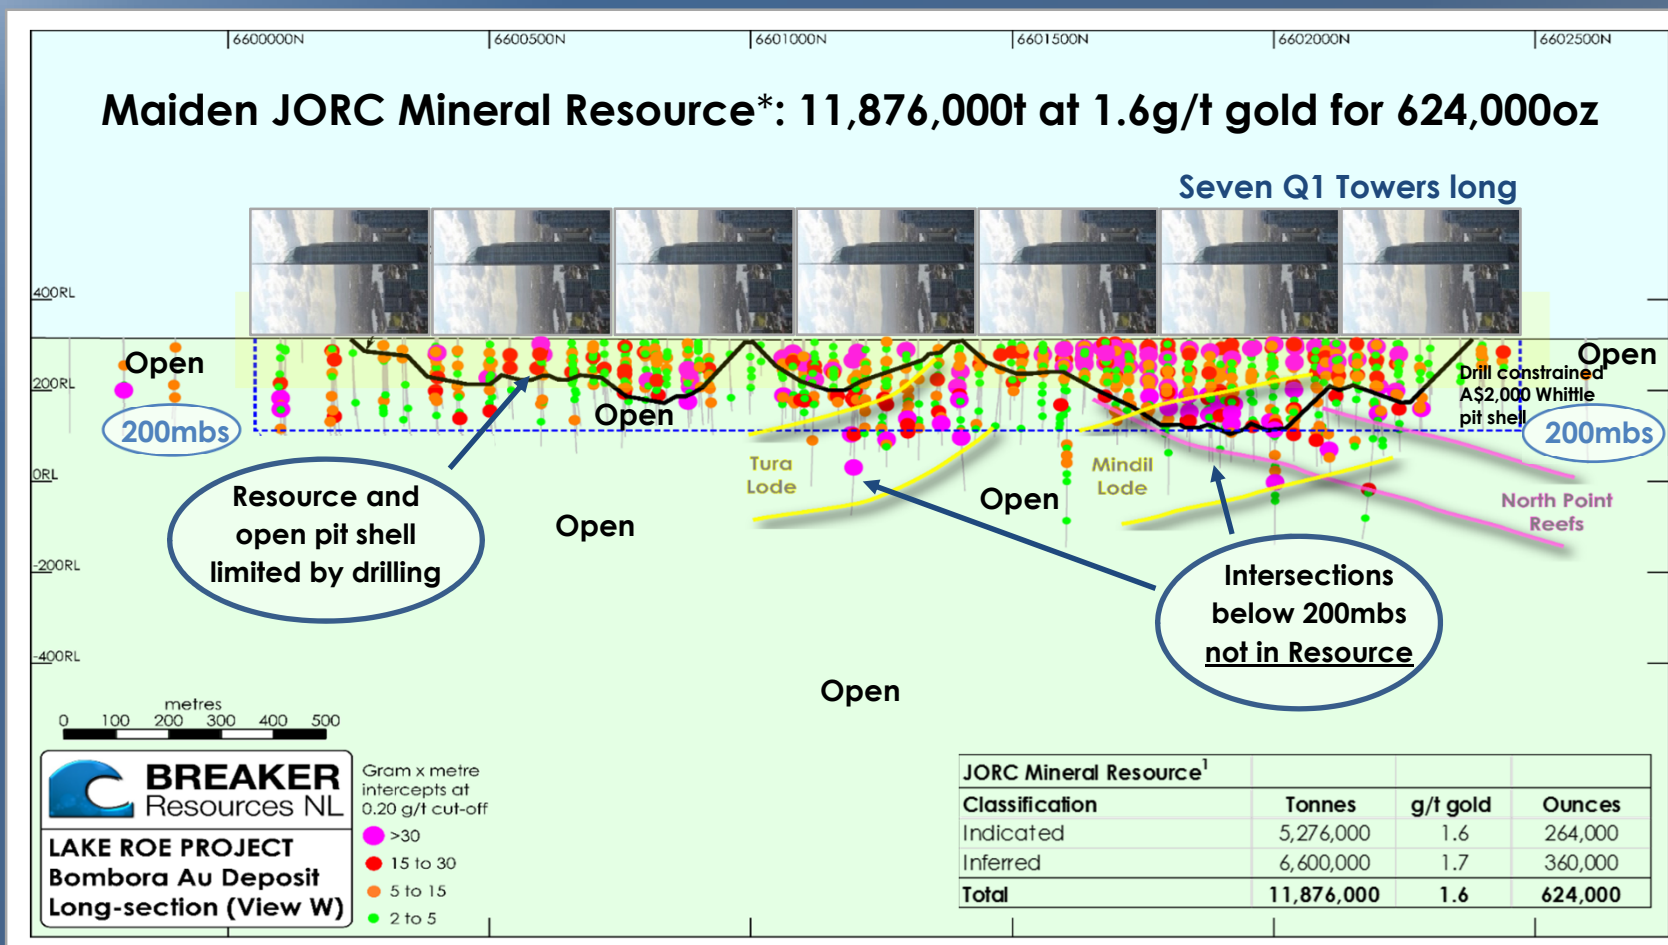 6600000N
6600500N
6601000N
6601500N
6602000N
6602500N
Maiden JORC Mineral Resource*: 11,876,000t at 1.6g/t gold for 624,000oz
Seven Q1 Towers long
400RL
Open
Open
200RL
Drill constrained
A$2,000 Whittle
pit shell
Open
200mbs
200mbs
Tura
Lode
Mindil
Lode
0RL
Open
North Point
Reefs
Resource and
open pit shell
limited by drilling
Open
-200RL
Intersections
below 200mbs
not in Resource
-400RL
Open
metres
0 100 200 300 400 500
BREAKER
Resources NL
LAKE ROE PROJECT
Bombora Au Deposit
Long-section (View W)
Gram x metre
intercepts at
0.20 g/t cut-off
>30
15 to 30
5 to 15
2 to 5
JORC Mineral Resource1
Classification Tonnes g/t gold Ounces
Indicated 5,276,000 1.6 264,000
Inferred 6,600,000 1.7 360,000
Total 11,876,000 1.6 624,000